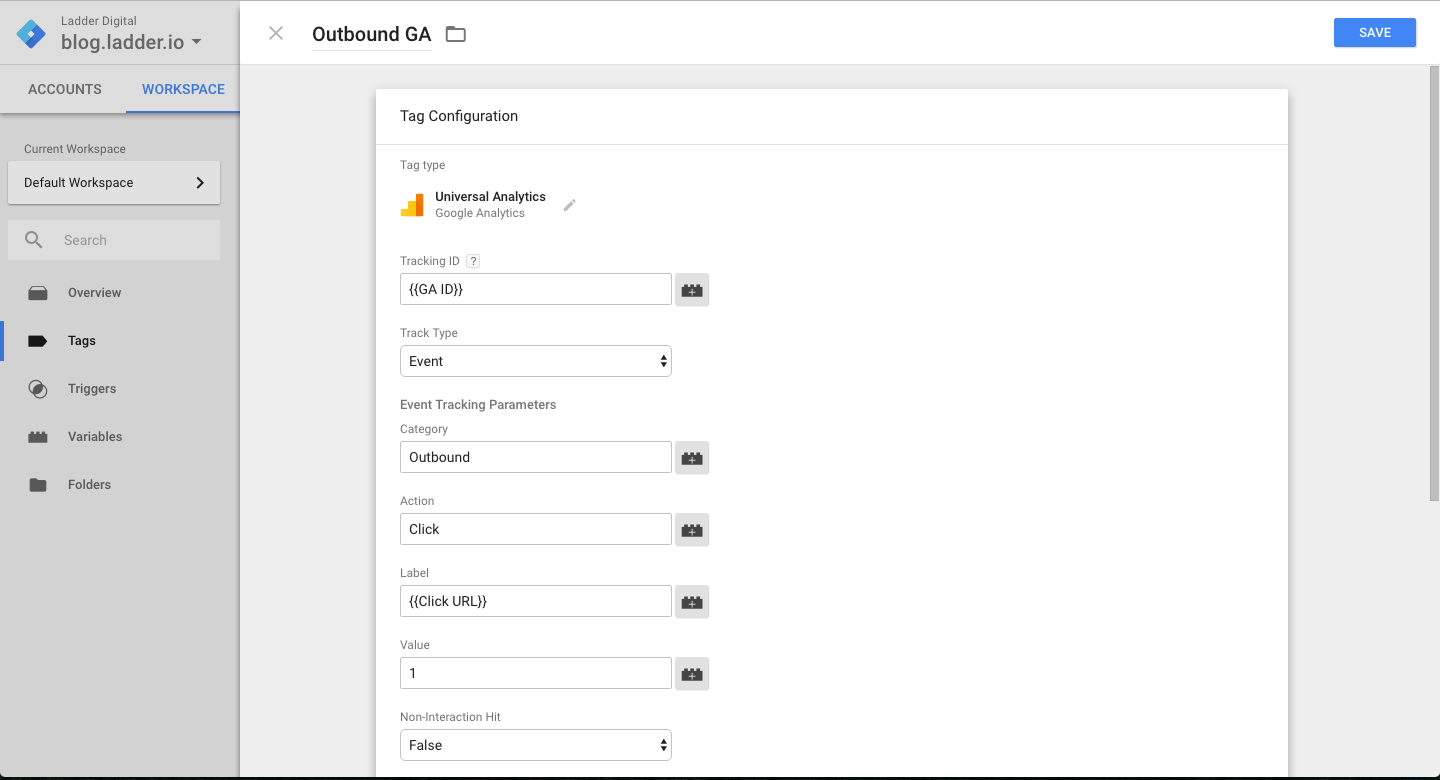 Ladder Digital
blog.ladder.io
ACCOUNTS
WORKSPACE
Current Workspace
Default Workspace
Search
Overview
Tags
Triggers
Variables
Folders
Outbound GA
SAVE
Tag Configuration
Tag type
Universal Analytics
Google Analytics
Tracking ID ?
{{GA ID}}
Track Type
Event
Event Tracking Parameters
Category
Outbound
Action
Click
Label
{{Click URL}}
Value
1
Non-Interaction Hit
False